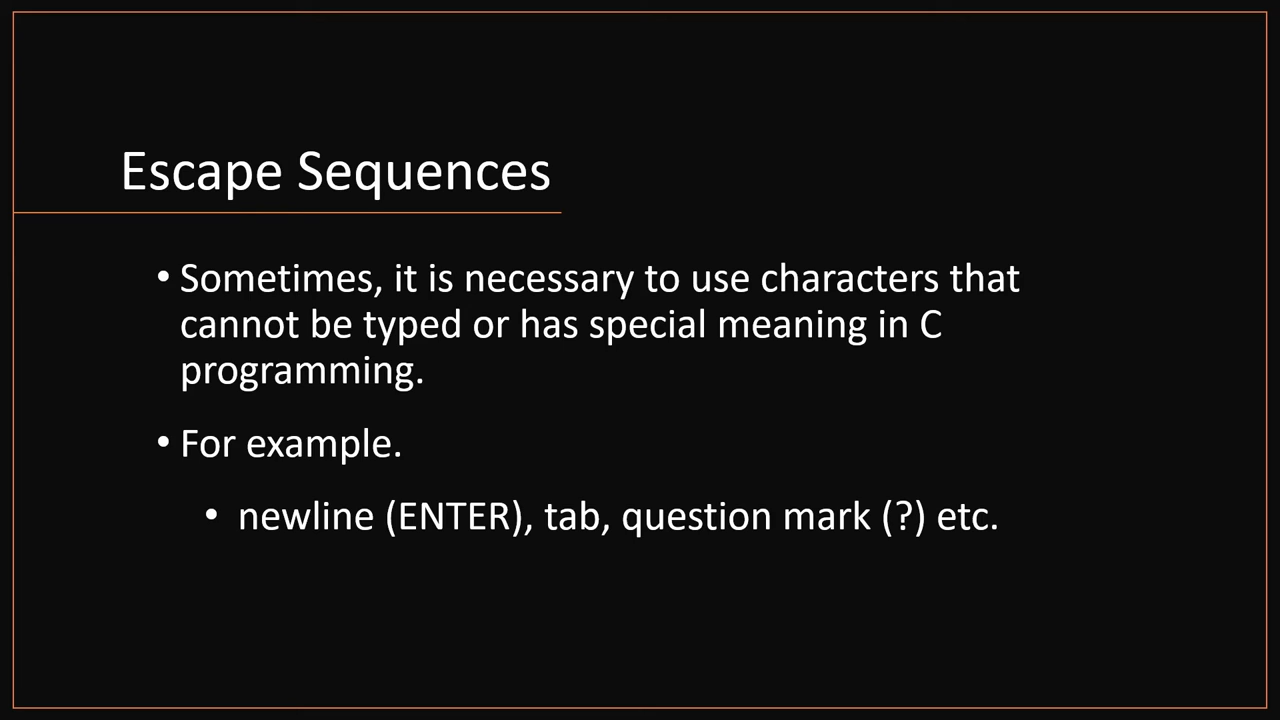 Escape Sequences
• Sometimes, it is necessary to use characters that
cannot be typed or has special meaning in C
programming.
• For example.
• newline (ENTER), tab, question mark (?) etc.